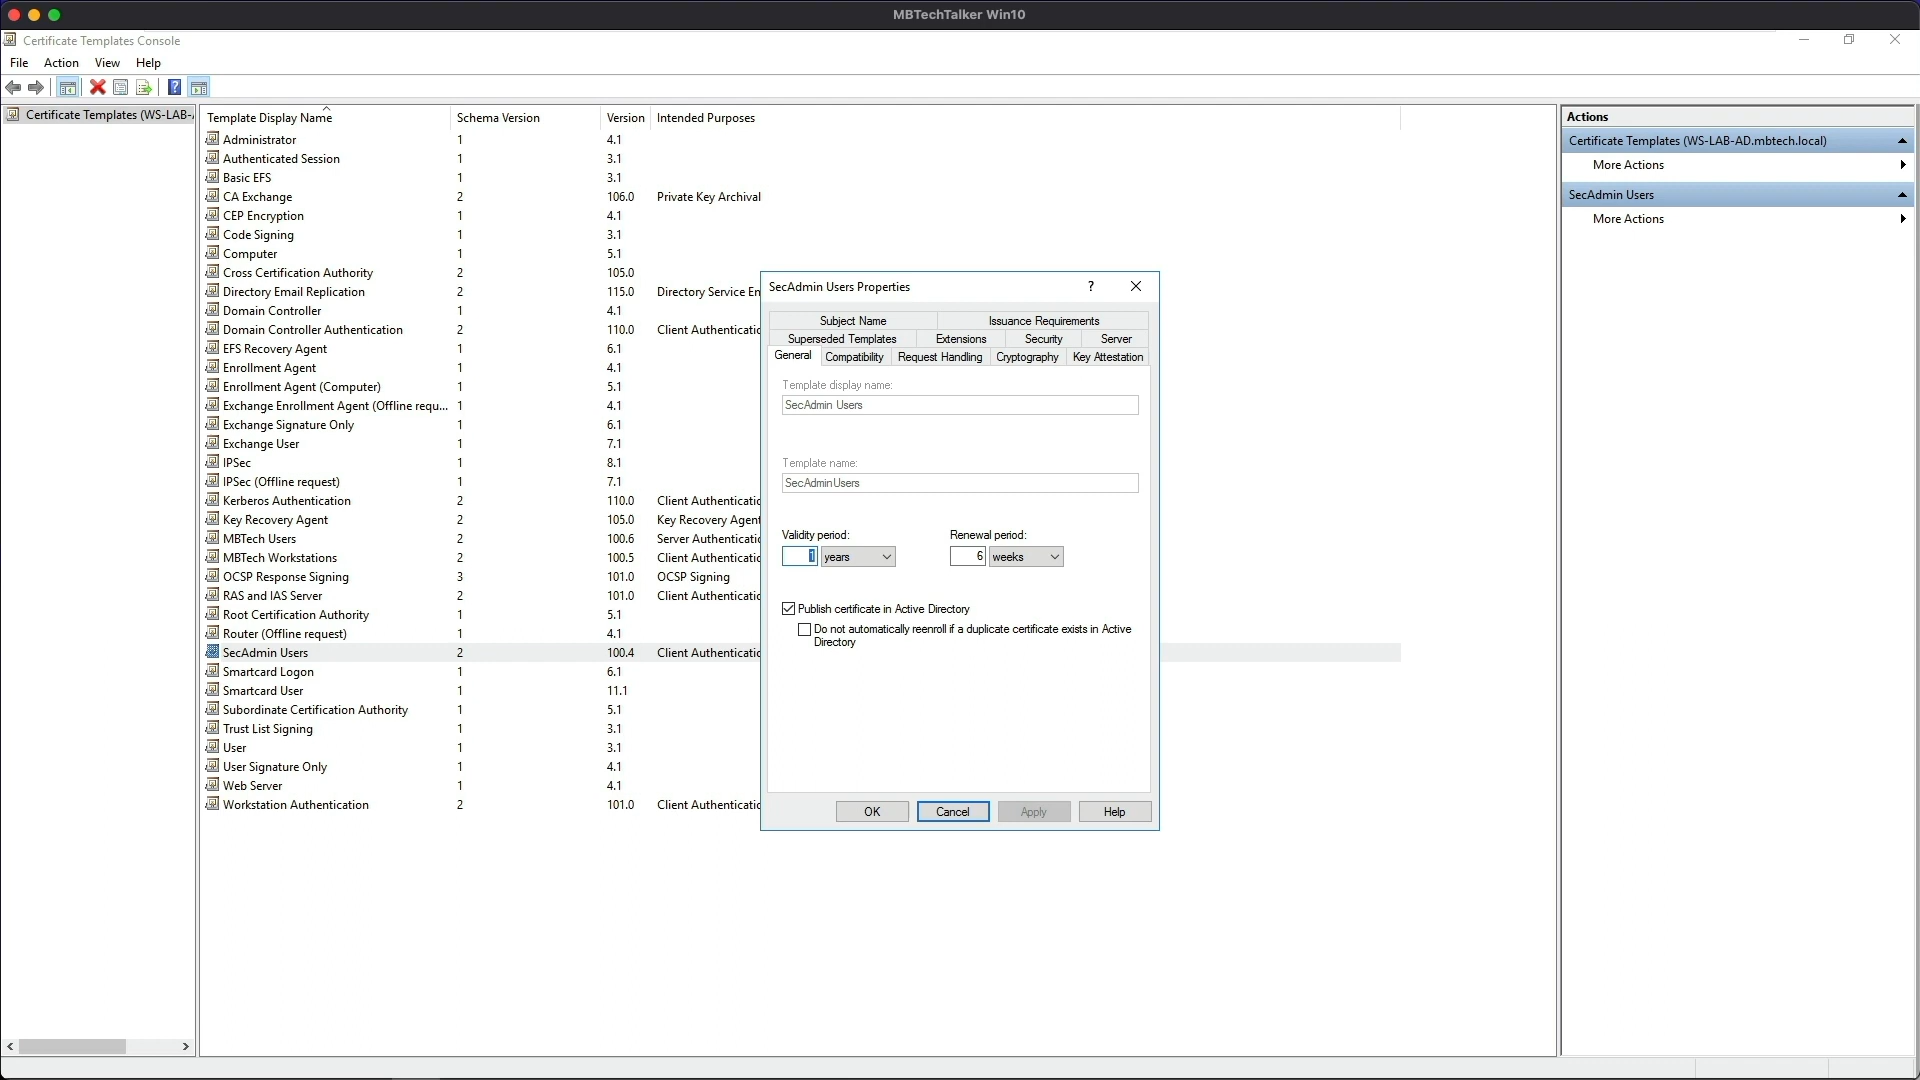 MBTechTalker Win10
Certificate Templates Console
File Action View Help
Certificate Templates (WS-LAB-
Template Display Name Schema Version Version Intended Purposes
Administrator 1 4.1
Authenticated Session 1 3.1
Basic EFS 1 3.1
CA Exchange 2 106.0 Private Key Archival
CEP Encryption 1 4.1
Code Signing 1 3.1
Computer 1 5.1
Cross Certification Authority 2 105.0
Directory Email Replication 2 115.0 Directory Service En
Domain Controller 1 4.1
Domain Controller Authentication 2 110.0 Client Authenticatio
EFS Recovery Agent 1 6.1
Enrollment Agent 1 4.1
Enrollment Agent (Computer) 1 5.1
Exchange Enrollment Agent (Offline requ... 1 4.1
Exchange Signature Only 1 6.1
Exchange User 1 7.1
IPSec 1 8.1
IPSec (Offline request) 1 7.1
Kerberos Authentication 2 110.0 Client Authenticatio
Key Recovery Agent 2 105.0 Key Recovery Agent
MBTech Users 2 100.6 Server Authenticatio
MBTech Workstations 2 100.5 Client Authenticatio
OCSP Response Signing 3 101.0 OCSP Signing
RAS and IAS Server 2 101.0 Client Authenticatio
Root Certification Authority 1 5.1
Router (Offline request) 1 4.1
SecAdmin Users 2 100.4 Client Authenticatio
Smartcard Logon 1 6.1
Smartcard User 1 11.1
Subordinate Certification Authority 1 5.1
Trust List Signing 1 3.1
User 1 3.1
User Signature Only 1 4.1
Web Server 1 4.1
Workstation Authentication 2 101.0 Client Authenticatio
SecAdmin Users Properties ?
Subject Name Issuance Requirements
Superseded Templates Extensions Security Server
General Compatibility Request Handling Cryptography Key Attestation
Template display name:
SecAdmin Users
Template name:
SecAdminUsers
Validity period: Renewal period:
1 years 6 weeks
Publish certificate in Active Directory
Do not automatically reenroll if a duplicate certificate exists in Active
Directory
OK Cancel Apply Help
Actions
Certificate Templates (WS-LAB-AD.mbtech.local)
More Actions
SecAdmin Users
More Actions